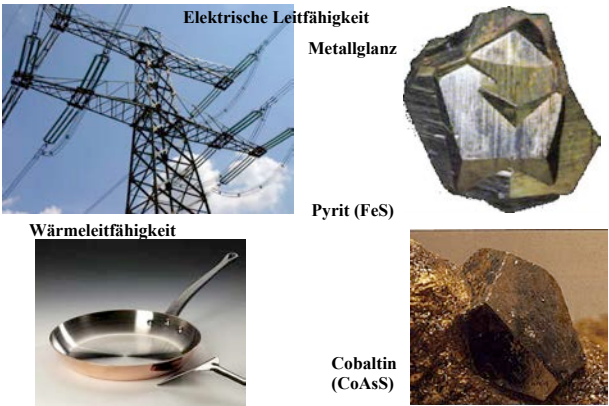 Elektrische Leitfähigkeit
Metallglanz
Pyrit (FeS)
Wärmeleitfähigkeit
Cobaltin
(CoAsS)